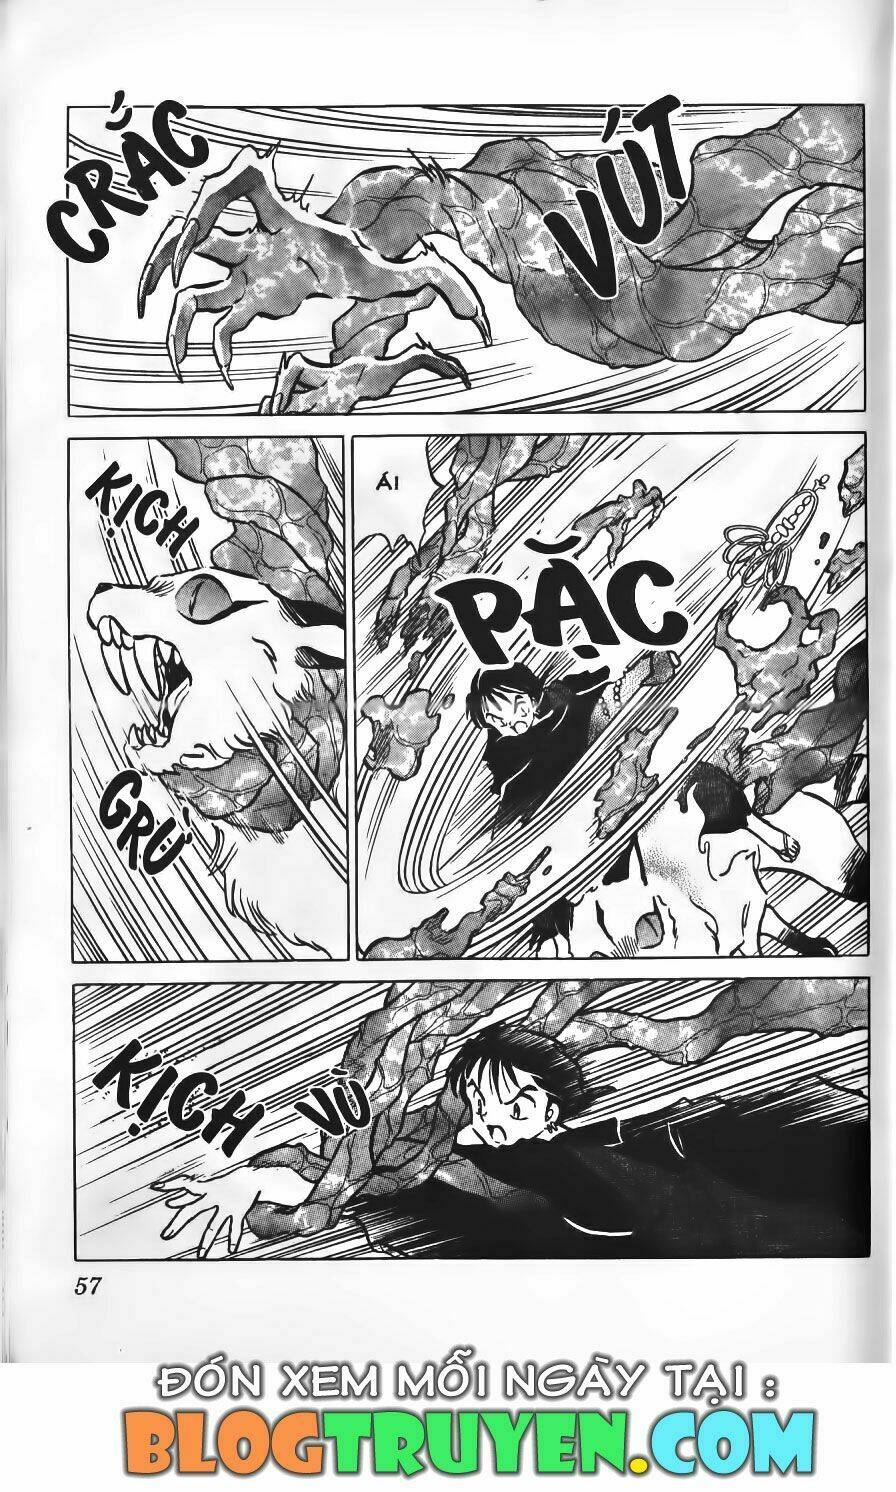 CRẮC
VÚT
KỊCH
GRỪ
ÁI
PẶC
KỊCH
VÙ
57
ĐÓN XEM MỖI NGÀY TẠI :
BLOGTRUYEN.COM